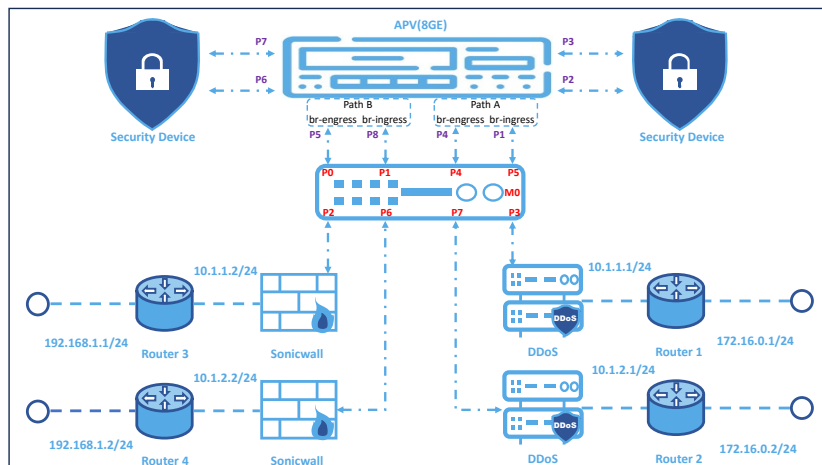 APV(8GE)
P7
P3
P6
P2
Path B
Path A
br-engress br-ingress
br-engress br-ingress
Security Device
Security Device
P5
P8
P4
P1
P0
P1
P4
P5
M0
P2
P6
P7
P3
10.1.1.2/24
10.1.1.1/24
DDoS
192.168.1.1/24
Router 3
Sonicwall
DDoS
Router 1
172.16.0.1/24
10.1.2.2/24
10.1.2.1/24
DDoS
192.168.1.2/24
Router 4
Sonicwall
DDoS
Router 2
172.16.0.2/24